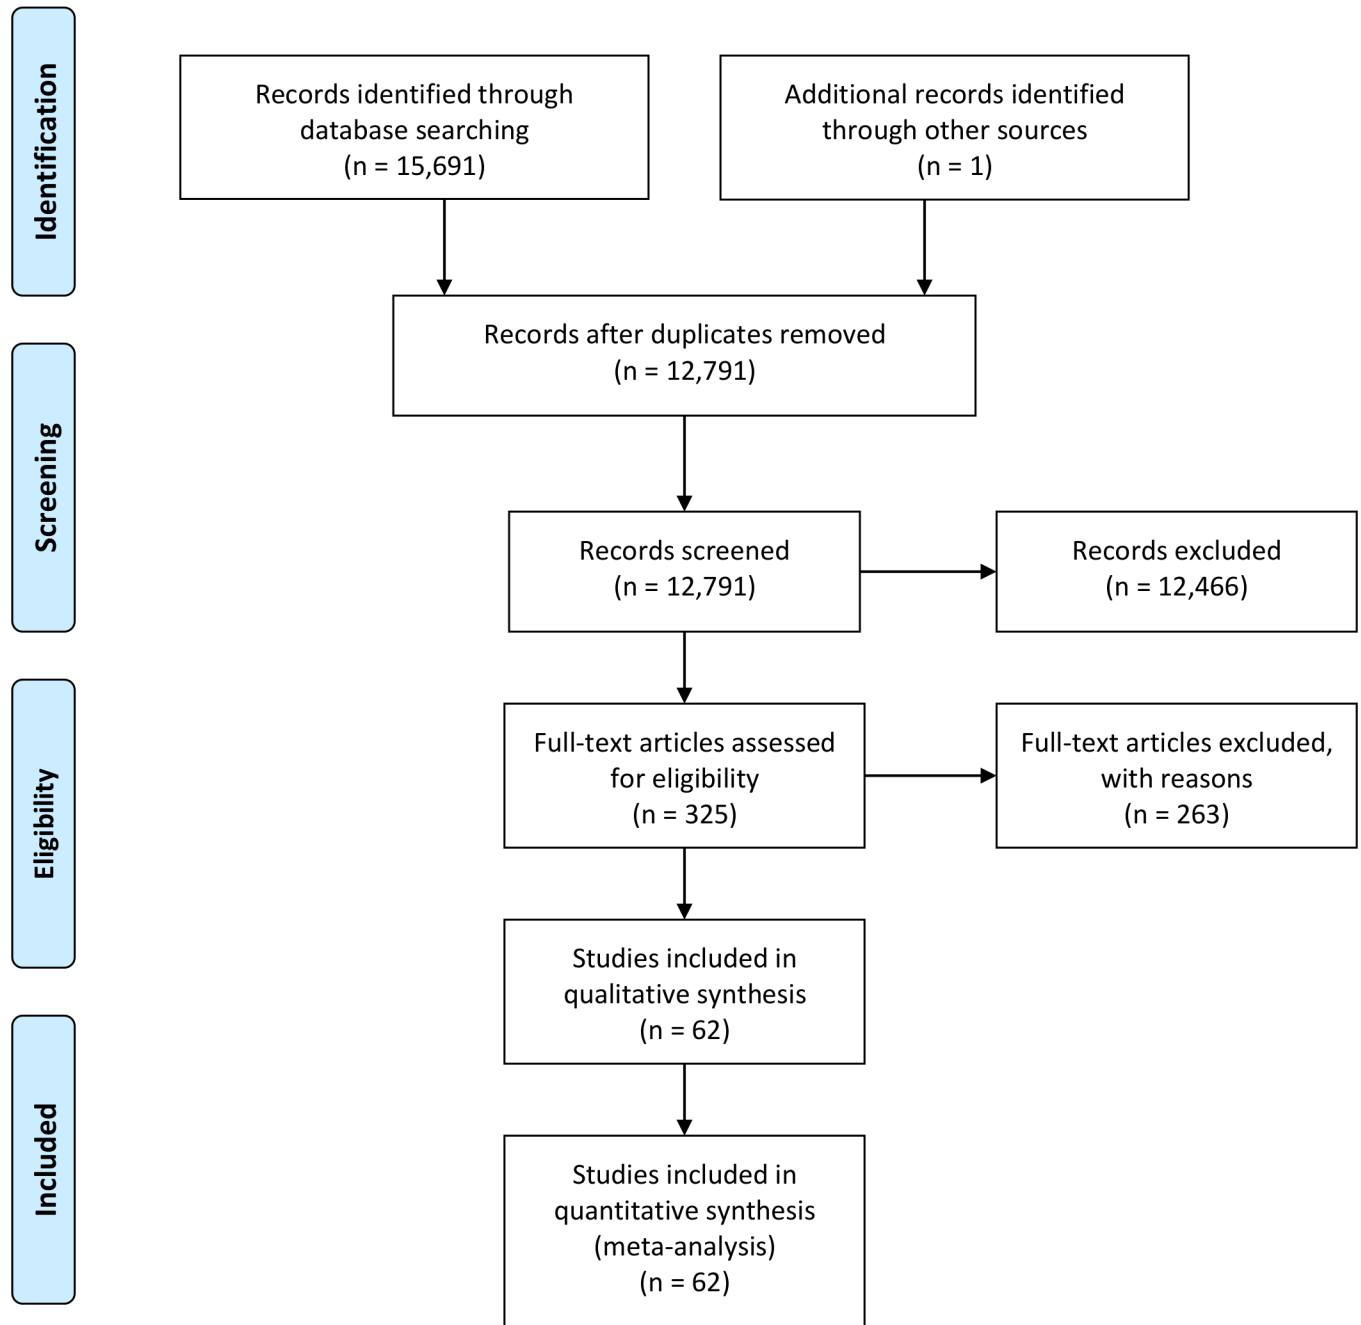 Identification
Records identified through
database searching
(n = 15,691)
Additional records identified
through other sources
(n = 1)
Records after duplicates removed
(n = 12,791)
Screening
Records screened
(n = 12,791)
Records excluded
(n = 12,466)
Eligibility
Full-text articles assessed
for eligibility
(n = 325)
Full-text articles excluded,
with reasons
(n = 263)
Studies included in
qualitative synthesis
(n = 62)
Included
Studies included in
quantitative synthesis
(meta-analysis)
(n = 62)